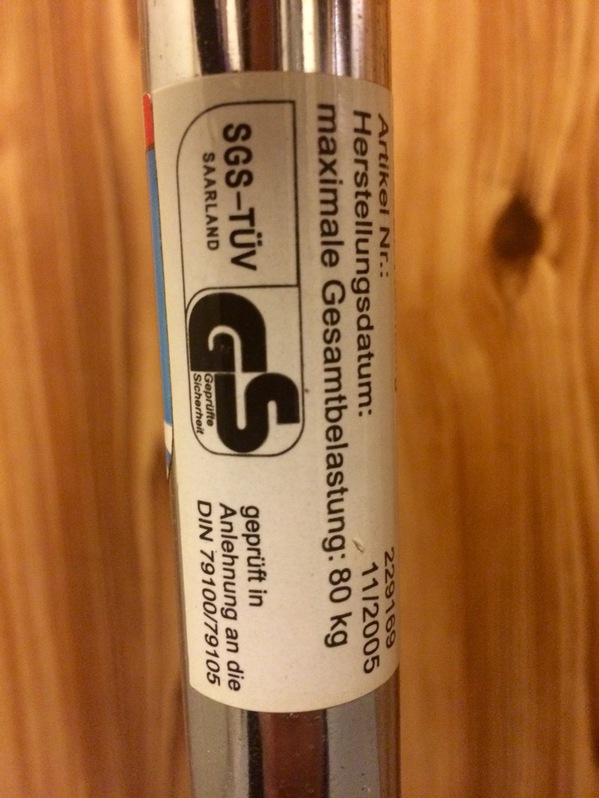 Artikel Nr.: 229169
Herstellungsdatum: 11/2005
maximale Gesamtbelastung: 80 kg
SGS-TÜV
SAARLAND
GS
Geprüfte
Sicherheit
geprüft in
Anlehnung an die
DIN 79100/79105